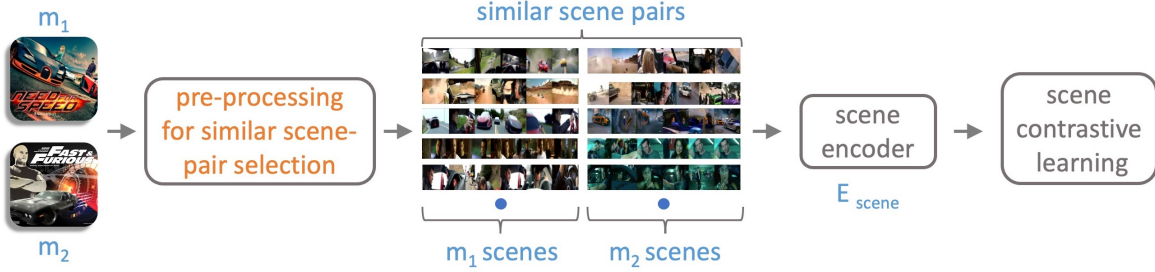 m1
NEED FOR SPEED
pre-processing
for similar scene-
pair selection
FAST &
FURIOUS
m2
similar scene pairs
m1 scenes
m2 scenes
scene
encoder
E scene
scene
contrastive
learning